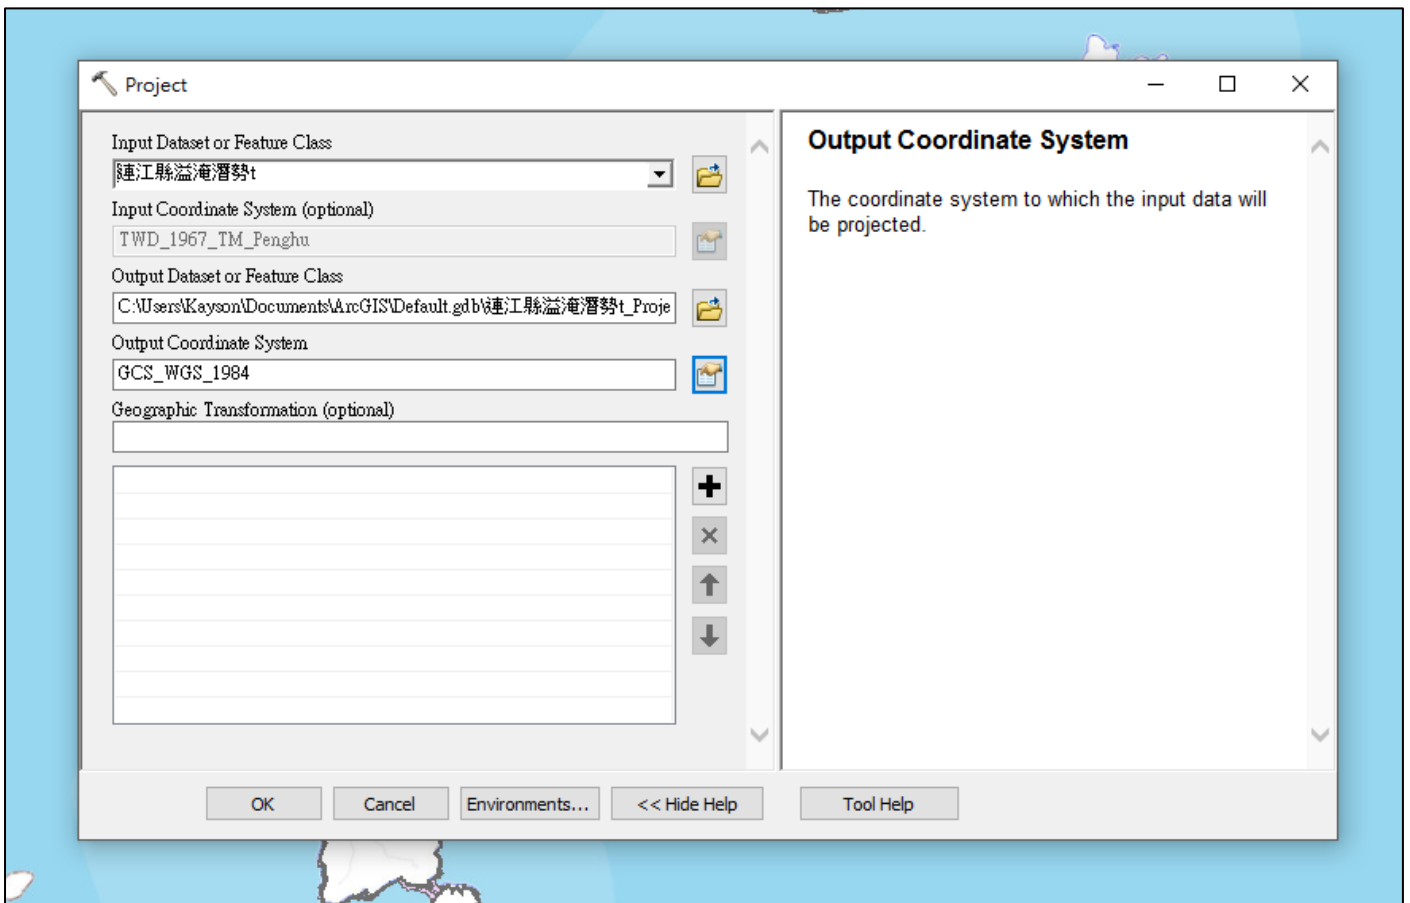 Project
Input Dataset or Feature Class
連江縣溢淹潛勢t
Input Coordinate System (optional)
TWD_1967_TM_Penghu
Output Dataset or Feature Class
C:\Users\Kayson\Documents\ArcGIS\Default.gdb\連江縣溢淹潛勢t_Proje
Output Coordinate System
GCS_WGS_1984
Geographic Transformation (optional)
Output Coordinate System
The coordinate system to which the input data will
be projected.
OK
Cancel
Environments...
<< Hide Help
Tool Help